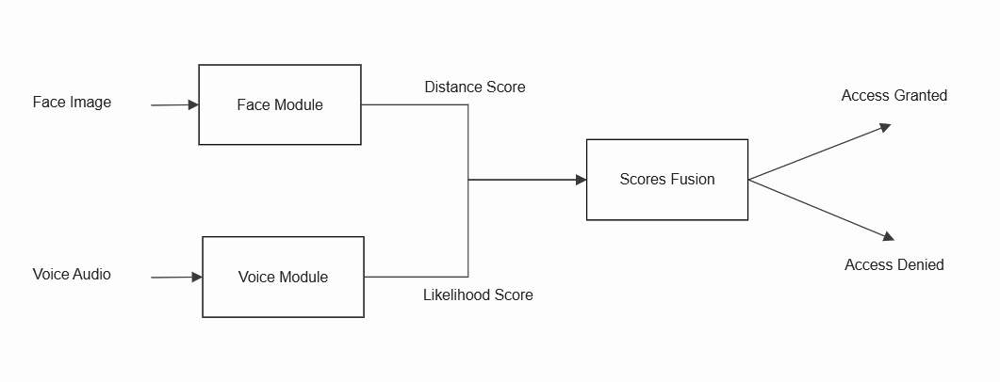 Face Image
Face Module
Distance Score
Access Granted
Scores Fusion
Access Denied
Voice Audio
Voice Module
Likelihood Score